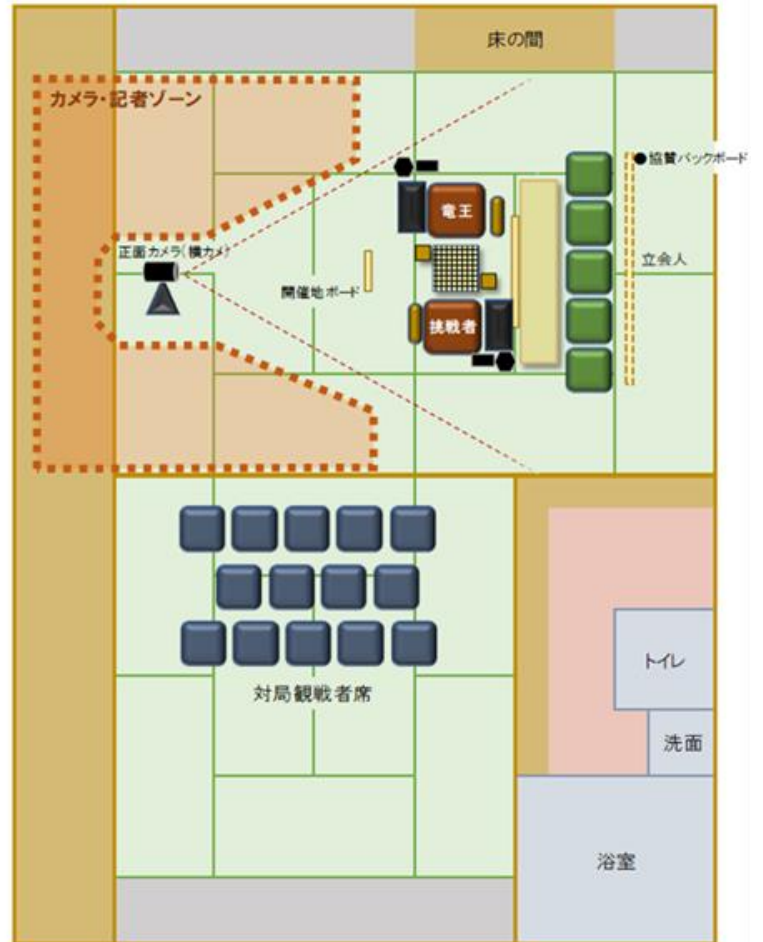 床の間
カメラ・記者ゾーン
●協賛バックボード
竜王
正面カメラ(横カメ)
立会人
開催地ボード
挑戦者
対局観戦者席
トイレ
洗面
浴室